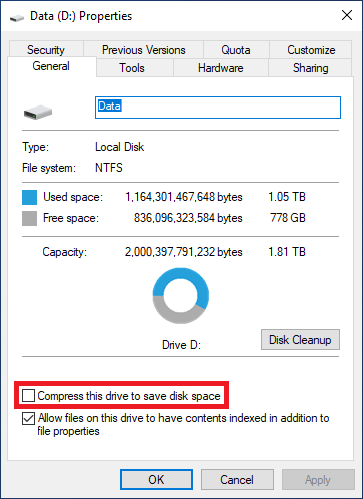 Data (D:) Properties
Security Previous Versions Quota Customize
General Tools Hardware Sharing
Data
Type: Local Disk
File system: NTFS
Used space: 1,164,301,467,648 bytes 1.05 TB
Free space: 836,096,323,584 bytes 778 GB
Capacity: 2,000,397,791,232 bytes 1.81 TB
Drive D:
Disk Cleanup
Compress this drive to save disk space
Allow files on this drive to have contents indexed in addition to
file properties
OK Cancel Apply